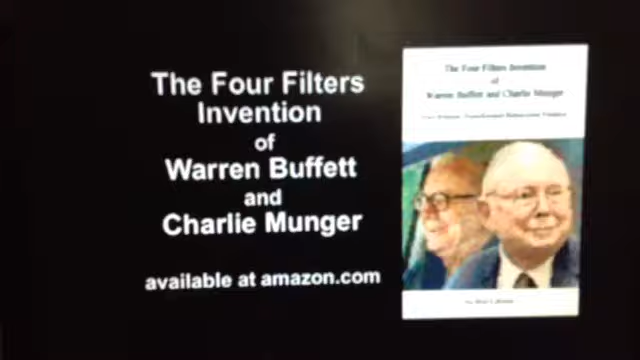 The Four Filters
Invention
of
Warren Buffett
and
Charlie Munger
available at amazon.com
The Four Filters Invention
of
Warren Buffett and Charlie Munger